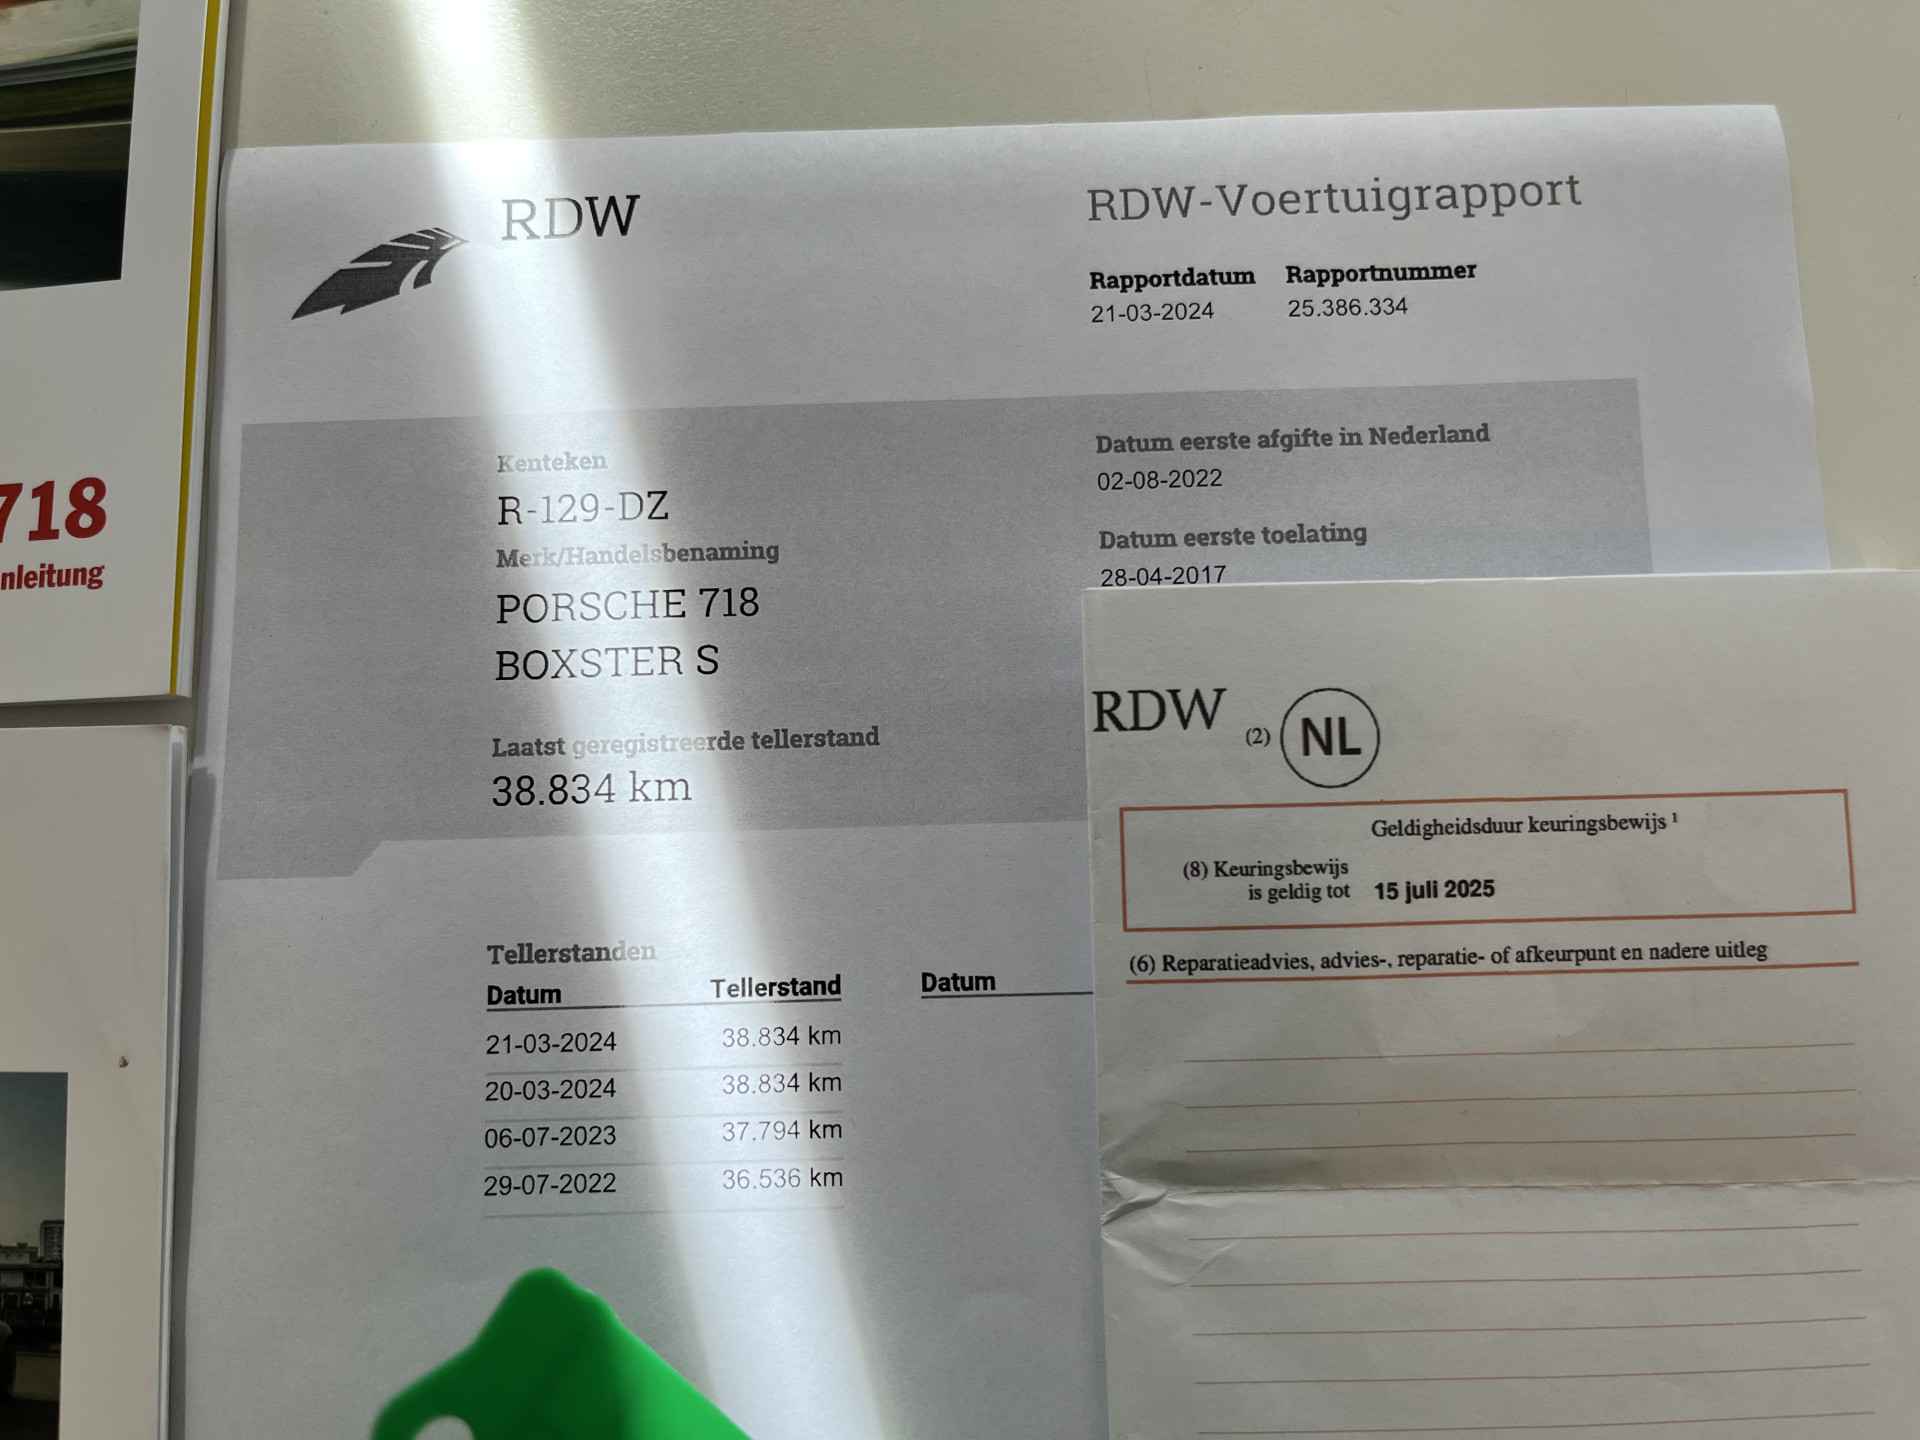 718
nleitung
RDW
RDW-Voertuigrapport
Rapportdatum Rapportnummer
21-03-2024 25.386.334
Kenteken
R-129-DZ
Merk/Handelsbenaming
PORSCHE 718
BOXSTER S
Laatst geregistreerde tellerstand
38.834 km
Datum eerste afgifte in Nederland
02-08-2022
Datum eerste toelating
28-04-2017
Tellerstanden
Datum Tellerstand Datum
21-03-2024 38.834 km
20-03-2024 38.834 km
06-07-2023 37.794 km
29-07-2022 36.536 km
RDW (2) NL
Geldigheidsduur keuringsbewijs 1
(8) Keuringsbewijs
is geldig tot 15 juli 2025
(6) Reparatieadvies, advies-, reparatie- of afkeurpunt en nadere uitleg